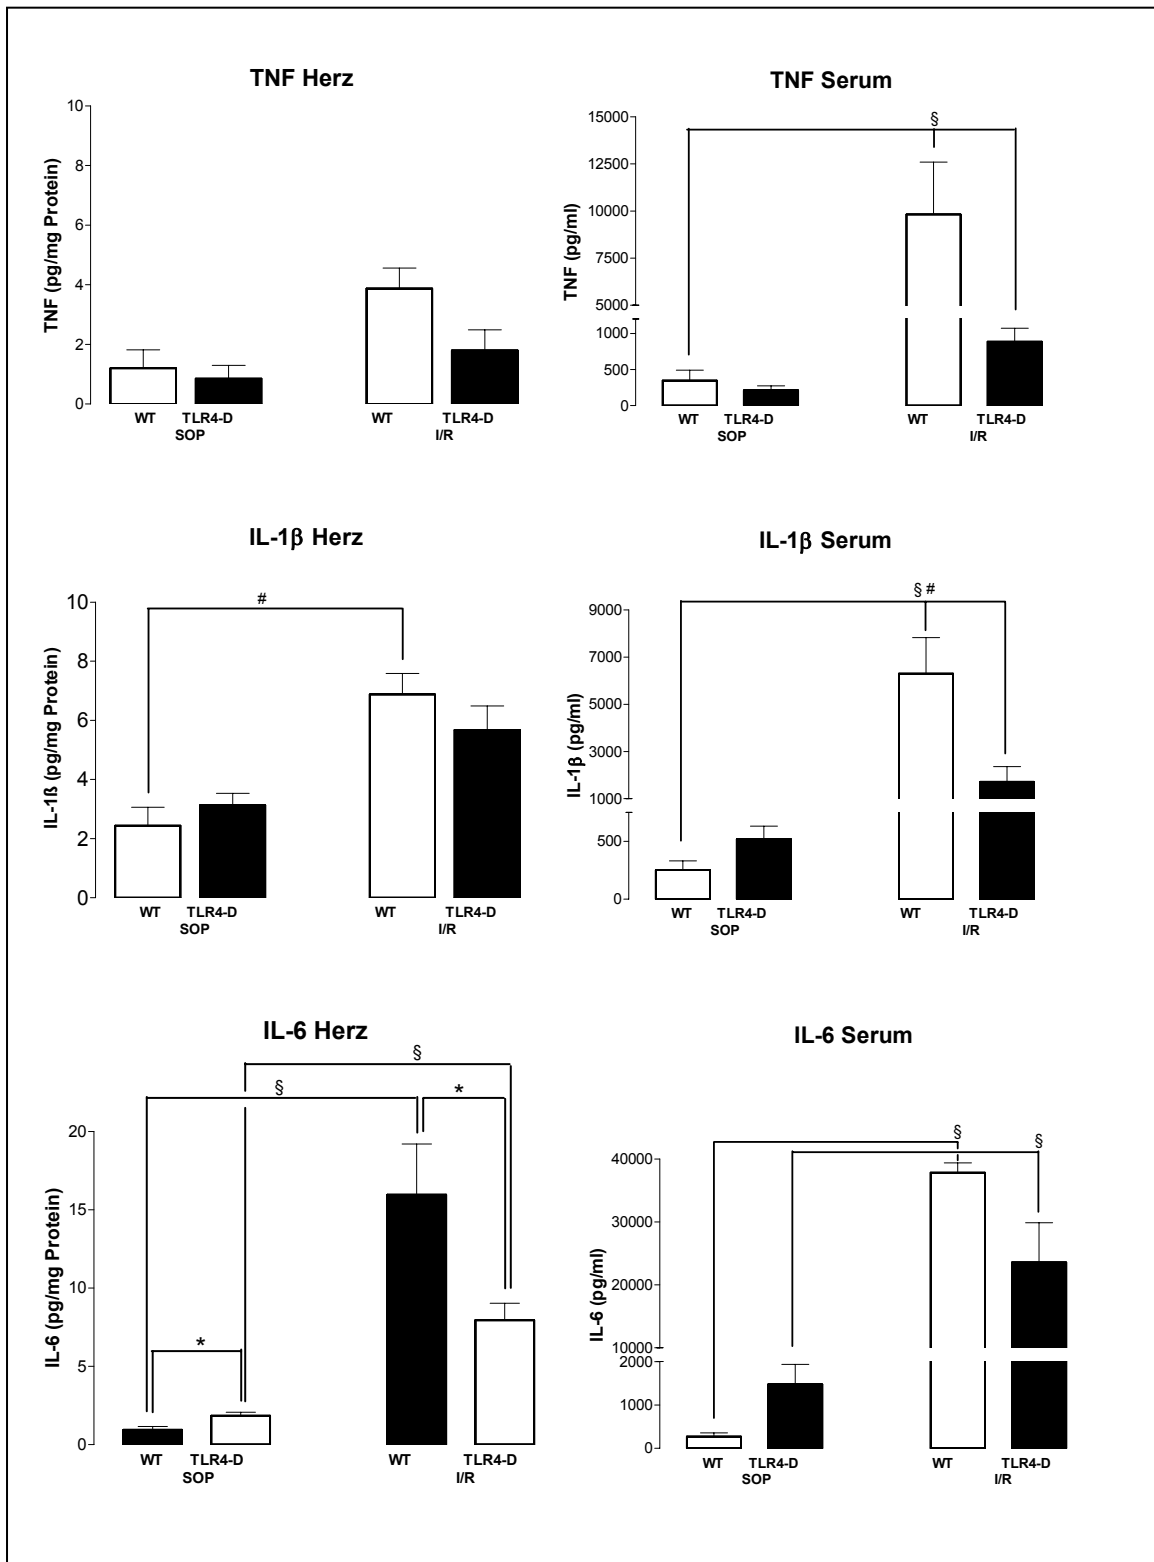 TNF Herz
10
8
6
4
2
0
TNF (pg/mg Protein)
WT TLR4-D WT TLR4-D
SOP I/R
TNF Serum
§
15000
12500
10000
7500
5000
1000
500
0
TNF (pg/ml)
WT TLR4-D WT TLR4-D
SOP I/R
IL-1β Herz
#
10
8
6
4
2
0
IL-1ß (pg/mg Protein)
WT TLR4-D WT TLR4-D
SOP I/R
IL-1β Serum
§ #
9000
7000
5000
3000
1000
500
0
IL-1β (pg/ml)
WT TLR4-D WT TLR4-D
SOP I/R
IL-6 Herz
§
§ *
20
15
10
5
0
*
IL-6 (pg/mg Protein)
WT TLR4-D WT TLR4-D
SOP I/R
IL-6 Serum
§ §
40000
30000
20000
10000
2000
1000
0
IL-6 (pg/ml)
WT TLR4-D WT TLR4-D
SOP I/R